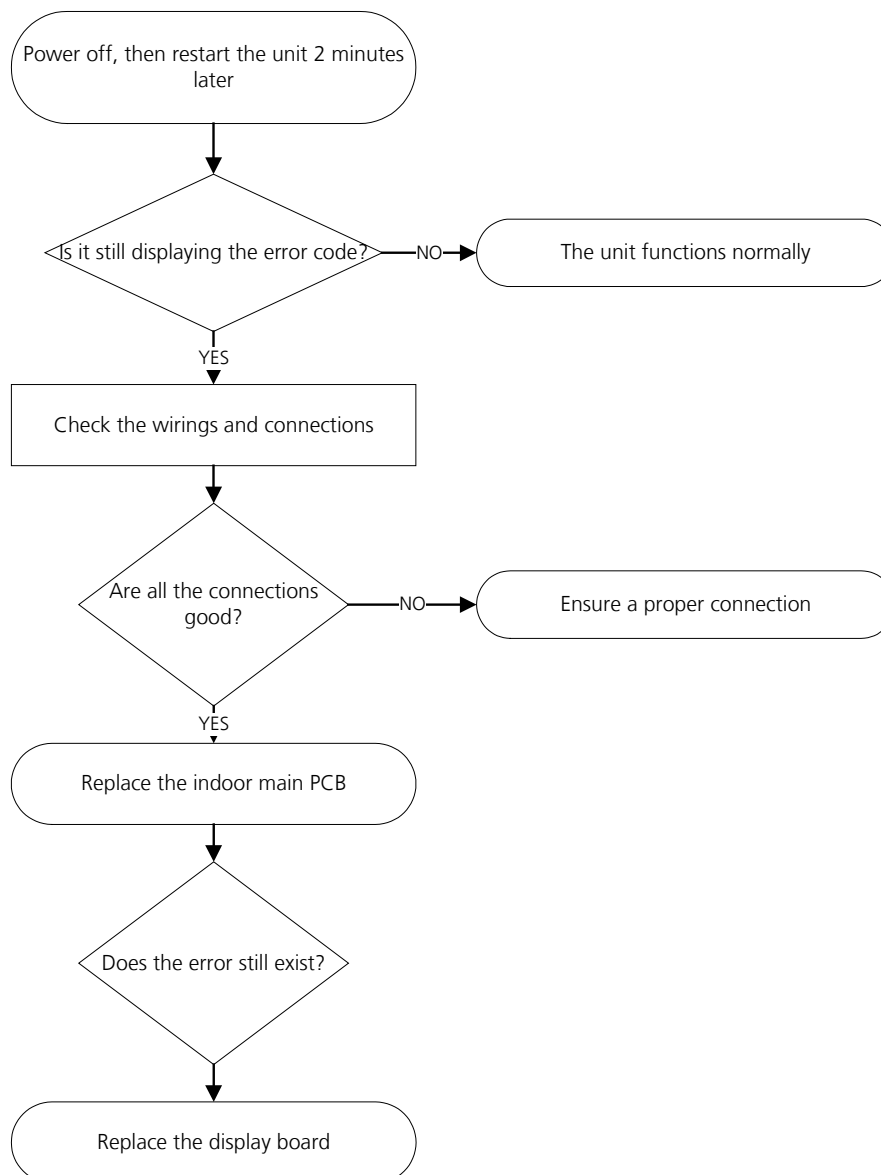 Power off, then restart the unit 2 minutes
later
Is it still displaying the error code?
NO
The unit functions normally
YES
Check the wirings and connections
Are all the connections
good?
NO
Ensure a proper connection
YES
Replace the indoor main PCB
Does the error still exist?
Replace the display board